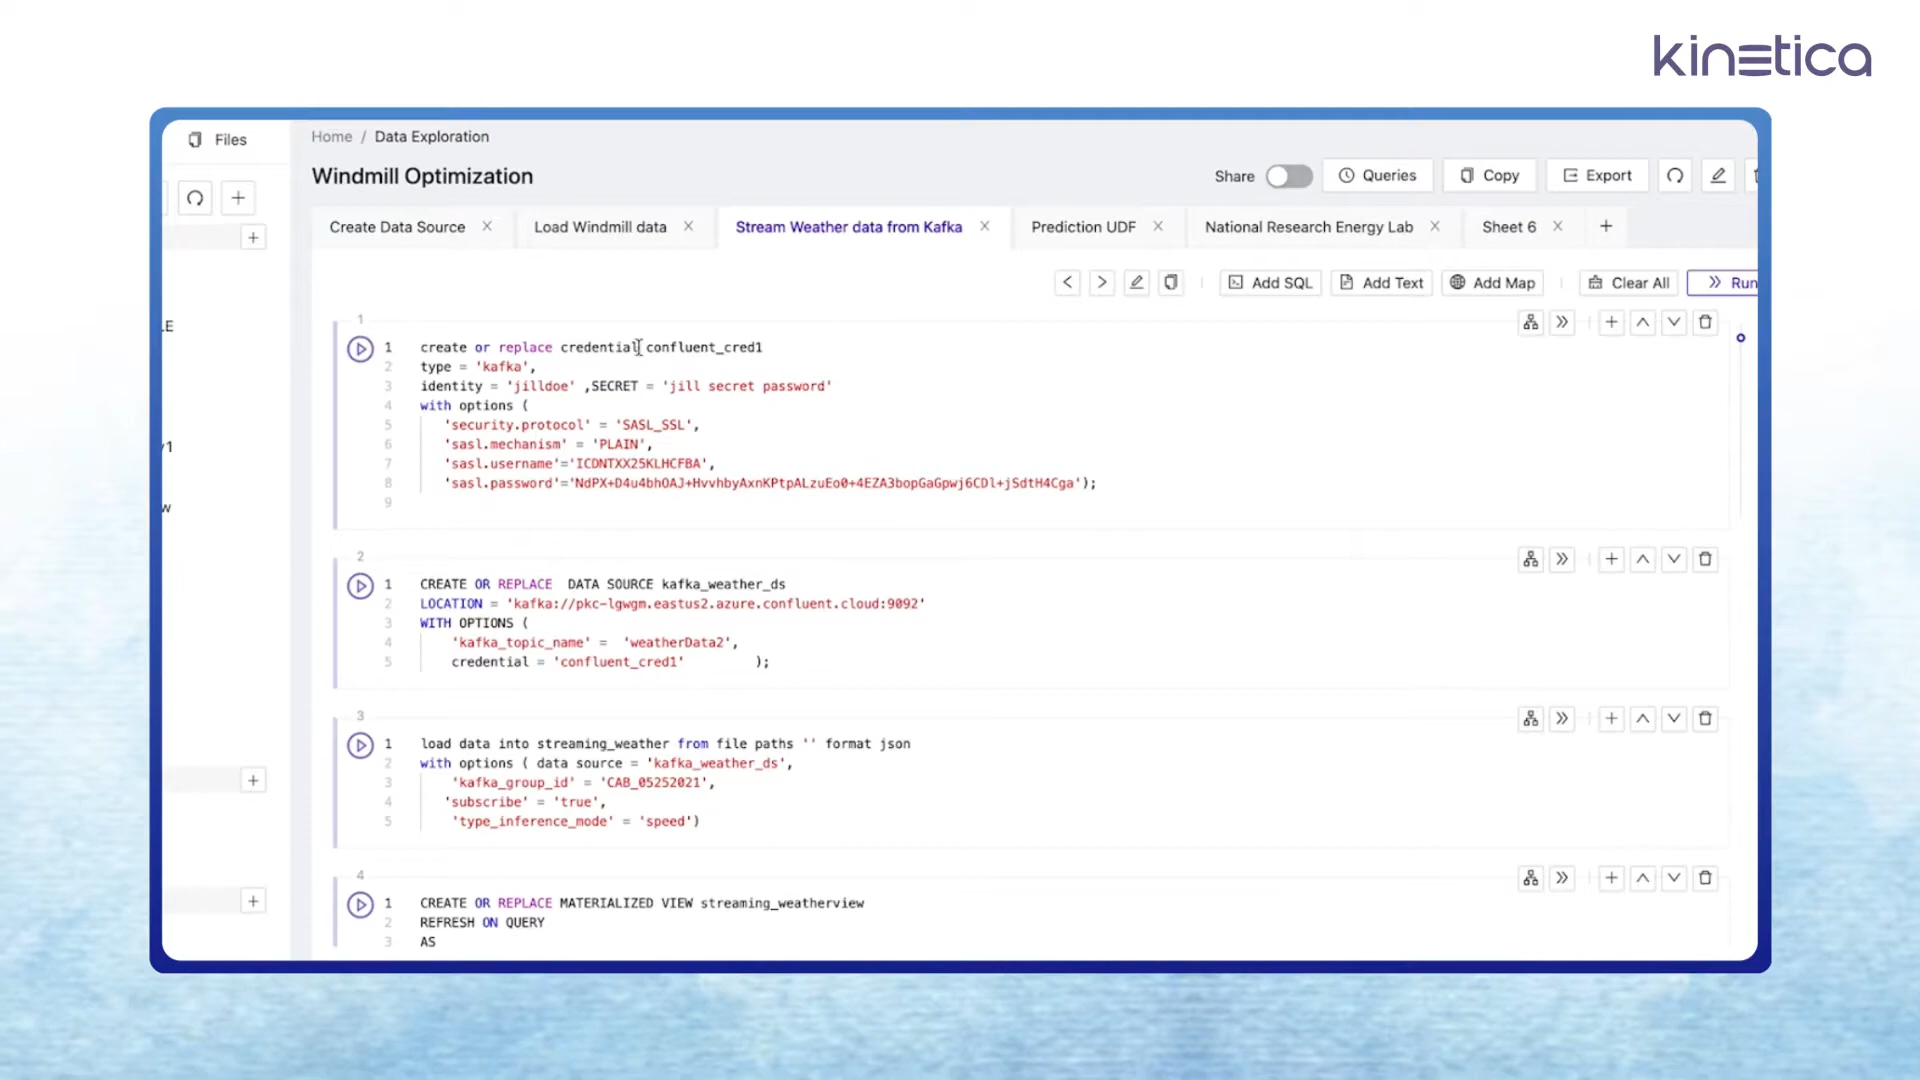 kinetica
Files
Home / Data Exploration
Windmill Optimization
Share
Queries
Copy
Export
Create Data Source
Load Windmill data
Stream Weather data from Kafka
Prediction UDF
National Research Energy Lab
Sheet 6
Add SQL
Add Text
Add Map
Clear All
Run
1
1 create or replace credential confluent_cred1
2 type = 'kafka',
3 identity = 'jilldoe' ,SECRET = 'jill secret password'
4 with options (
5 'security.protocol' = 'SASL_SSL',
6 'sasl.mechanism' = 'PLAIN',
7 'sasl.username'='ICDNTXX25KLHCFBA',
8 'sasl.password'='NdPX+D4u4bhOAJ+HvvhbyAxnKPtpALzuEo0+4EZA3bopGaGpwj6CDl+jSdtH4Cga');
9
2
1 CREATE OR REPLACE  DATA SOURCE kafka_weather_ds
2 LOCATION = 'kafka://pkc-lgwgm.eastus2.azure.confluent.cloud:9092'
3 WITH OPTIONS (
4 'kafka_topic_name' =  'weatherData2',
5 credential = 'confluent_cred1' );
3
1 load data into streaming_weather from file paths '' format json
2 with options ( data source = 'kafka_weather_ds',
3 'kafka_group_id' = 'CAB_05252021',
4 'subscribe' = 'true',
5 'type_inference_mode' = 'speed')
4
1 CREATE OR REPLACE MATERIALIZED VIEW streaming_weatherview
2 REFRESH ON QUERY
3 AS